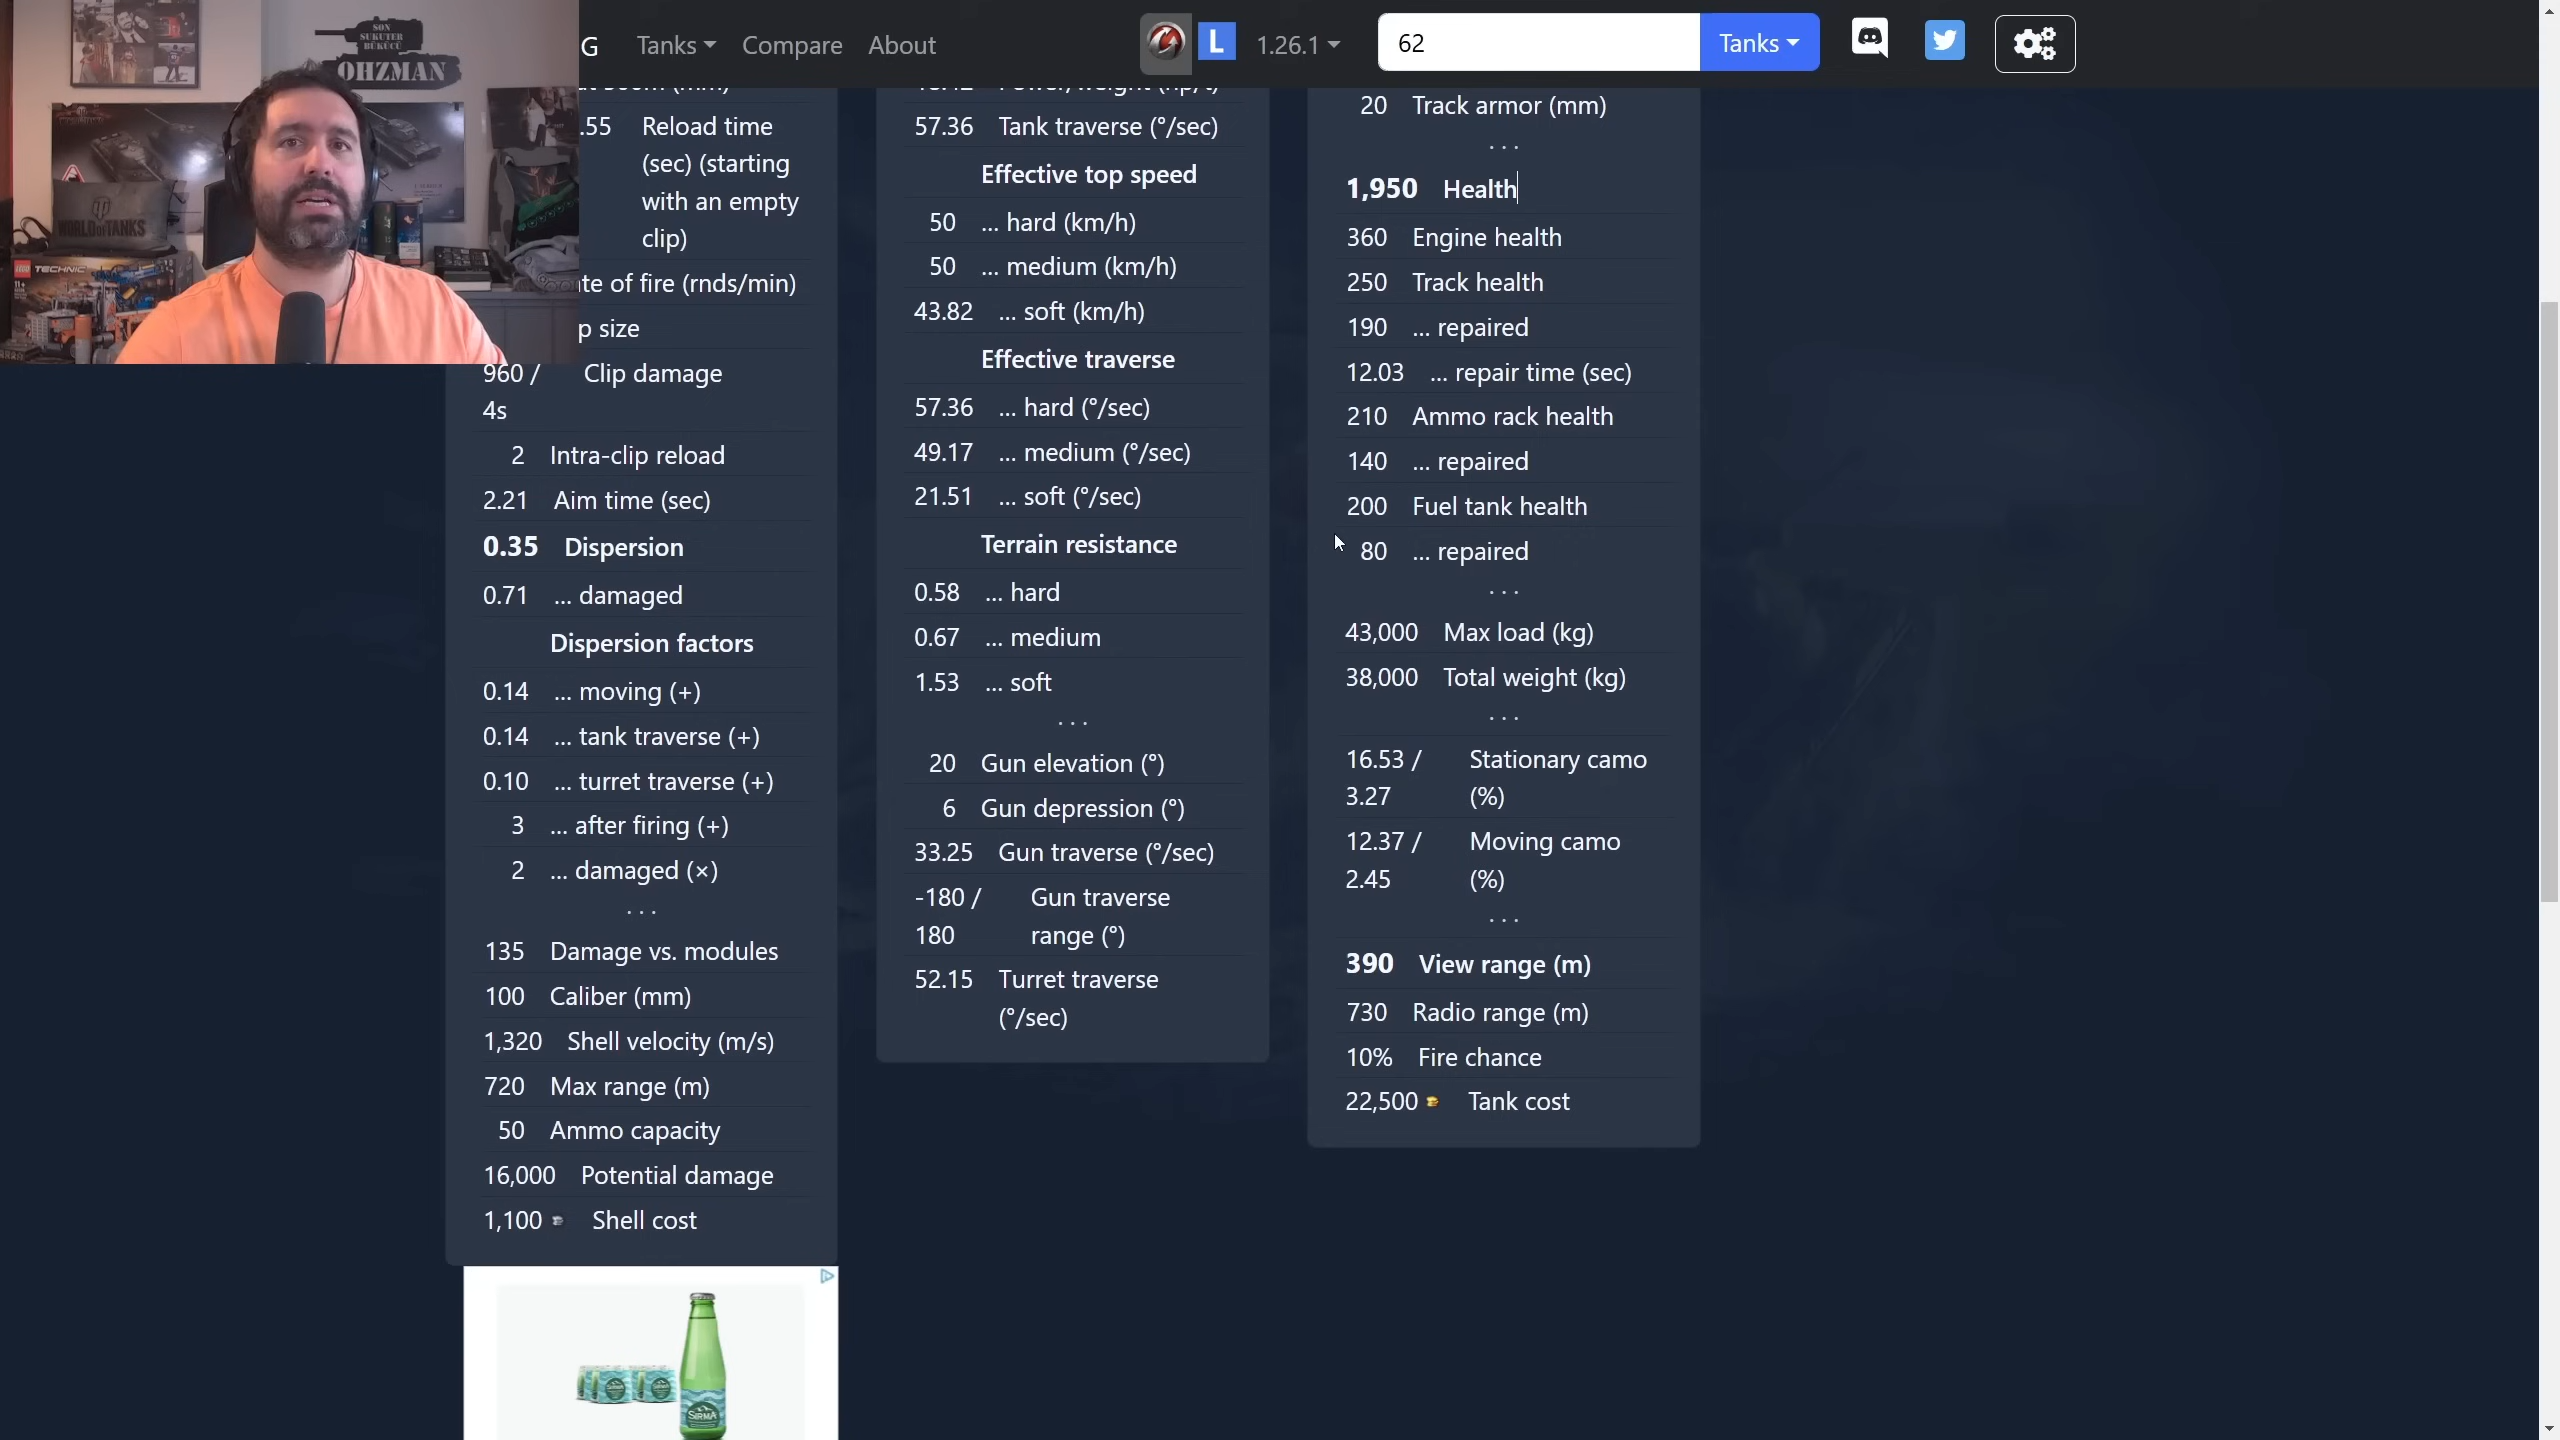 SON
SUKUTER
BÜKÜCÜ
OHZMAN
WORLD OF TANKS
LEGO TECHNIC
G
Tanks
Compare
About
L
1.26.1
62
Tanks
.55 Reload time
(sec) (starting
with an empty
clip)
te of fire (rnds/min)
p size
960 / Clip damage
4s
2 Intra-clip reload
2.21 Aim time (sec)
0.35 Dispersion
0.71 ... damaged
Dispersion factors
0.14 ... moving (+)
0.14 ... tank traverse (+)
0.10 ... turret traverse (+)
3 ... after firing (+)
2 ... damaged (×)
...
135 Damage vs. modules
100 Caliber (mm)
1,320 Shell velocity (m/s)
720 Max range (m)
50 Ammo capacity
16,000 Potential damage
1,100 Shell cost
SIRMA
57.36 Tank traverse (°/sec)
Effective top speed
50 ... hard (km/h)
50 ... medium (km/h)
43.82 ... soft (km/h)
Effective traverse
57.36 ... hard (°/sec)
49.17 ... medium (°/sec)
21.51 ... soft (°/sec)
Terrain resistance
0.58 ... hard
0.67 ... medium
1.53 ... soft
...
20 Gun elevation (°)
6 Gun depression (°)
33.25 Gun traverse (°/sec)
-180 / Gun traverse
180 range (°)
52.15 Turret traverse
(°/sec)
20 Track armor (mm)
...
1,950 Health
360 Engine health
250 Track health
190 ... repaired
12.03 ... repair time (sec)
210 Ammo rack health
140 ... repaired
200 Fuel tank health
80 ... repaired
...
43,000 Max load (kg)
38,000 Total weight (kg)
...
16.53 / Stationary camo
3.27 (%)
12.37 / Moving camo
2.45 (%)
...
390 View range (m)
730 Radio range (m)
10% Fire chance
22,500 Tank cost